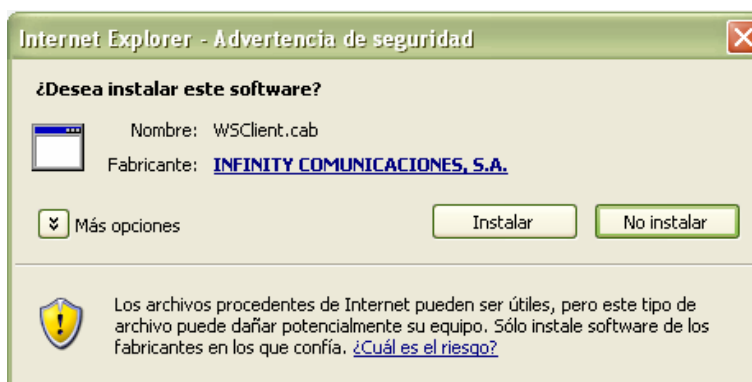 Internet Explorer - Advertencia de seguridad
¿Desea instalar este software?
Nombre: WSClient.cab
Fabricante: INFINITY COMUNICACIONES, S.A.
Más opciones
Instalar
No instalar
Los archivos procedentes de Internet pueden ser útiles, pero este tipo de
archivo puede dañar potencialmente su equipo. Sólo instale software de los
fabricantes en los que confía. ¿Cuál es el riesgo?